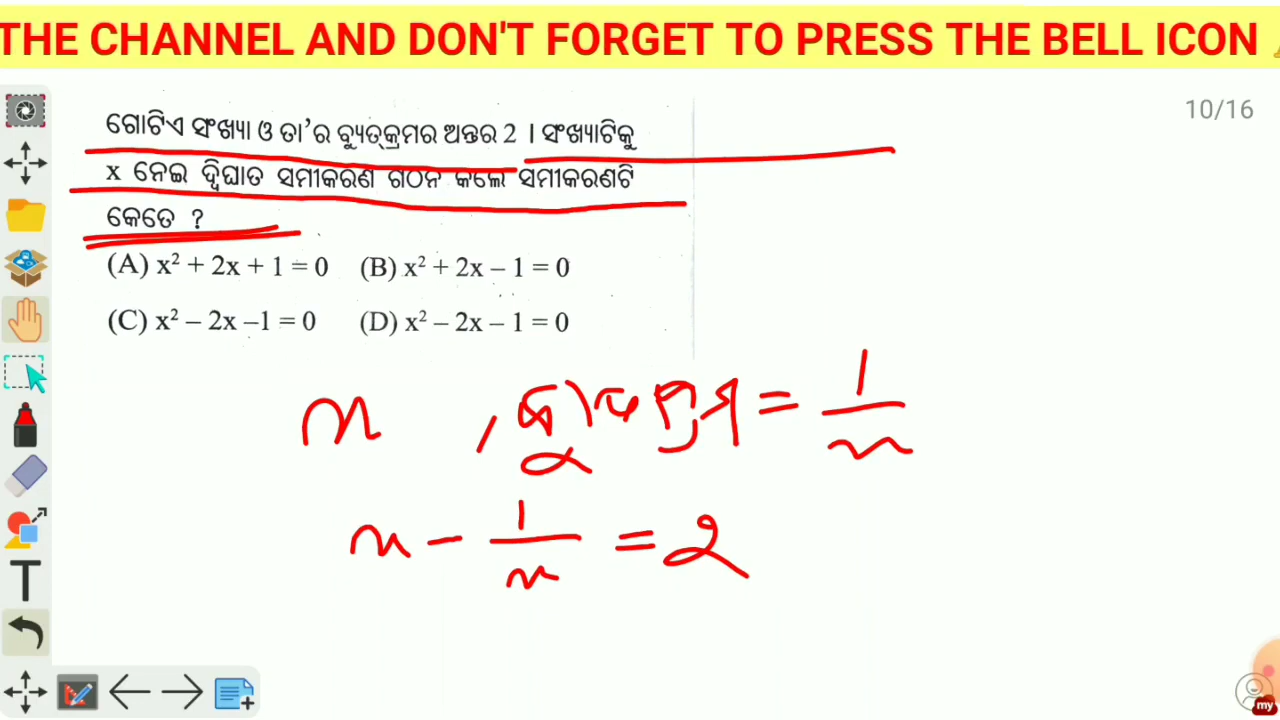 THE CHANNEL AND DON'T FORGET TO PRESS THE BELL ICON
10/16
ଗୋଟିଏ ସଂଖ୍ୟା ଓ ତା'ର ବ୍ୟୁତ୍‌କ୍ରମର ଅନ୍ତର 2 । ସଂଖ୍ୟାଟିକୁ
x ନେଇ ଦ୍ୱିଘାତ ସମୀକରଣ ଗଠନ କଲେ ସମୀକରଣଟି
କେତେ ?
(A) x² + 2x + 1 = 0 (B) x² + 2x – 1 = 0
(C) x² – 2x –1 = 0 (D) x² – 2x – 1 = 0
x , = 1/x
x – 1/x = 2
T
my